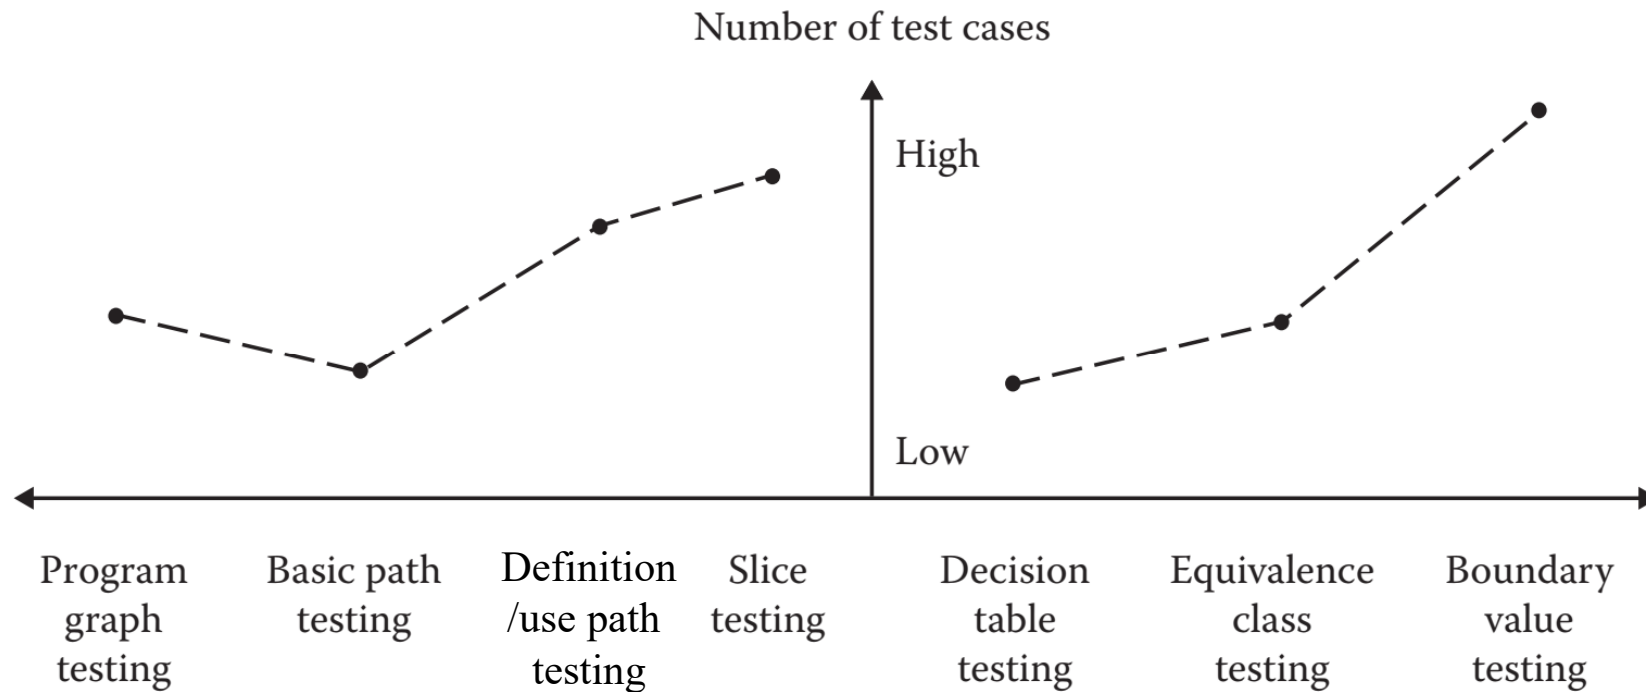 Number of test cases
High
Low
Program
graph
testing
Basic path
testing
Definition
/use path
testing
Slice
testing
Decision
table
testing
Equivalence
class
testing
Boundary
value
testing